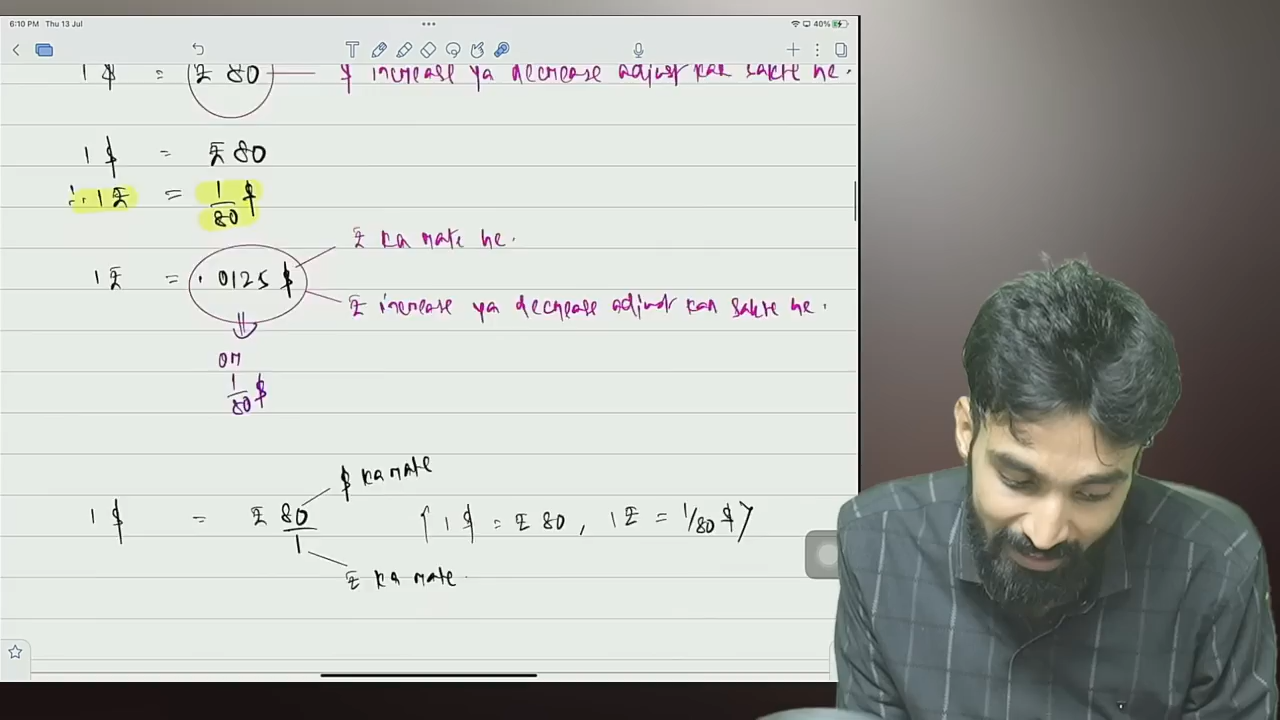 6:10 PM Thu 13 Jul
40%
1 $ = ₹ 80 $ increase ya decrease adjust kar sakte he.
1 $ = ₹ 80
∴ 1 ₹ = 1/80 $
₹ ka rate he.
1 ₹ = .0125 $
₹ increase ya decrease adjust kar sakte he.
or
1/80 $
$ ka rate
1 $ = ₹ 80/1 { 1 $ = ₹ 80, 1 ₹ = 1/80 $ }
₹ ka rate